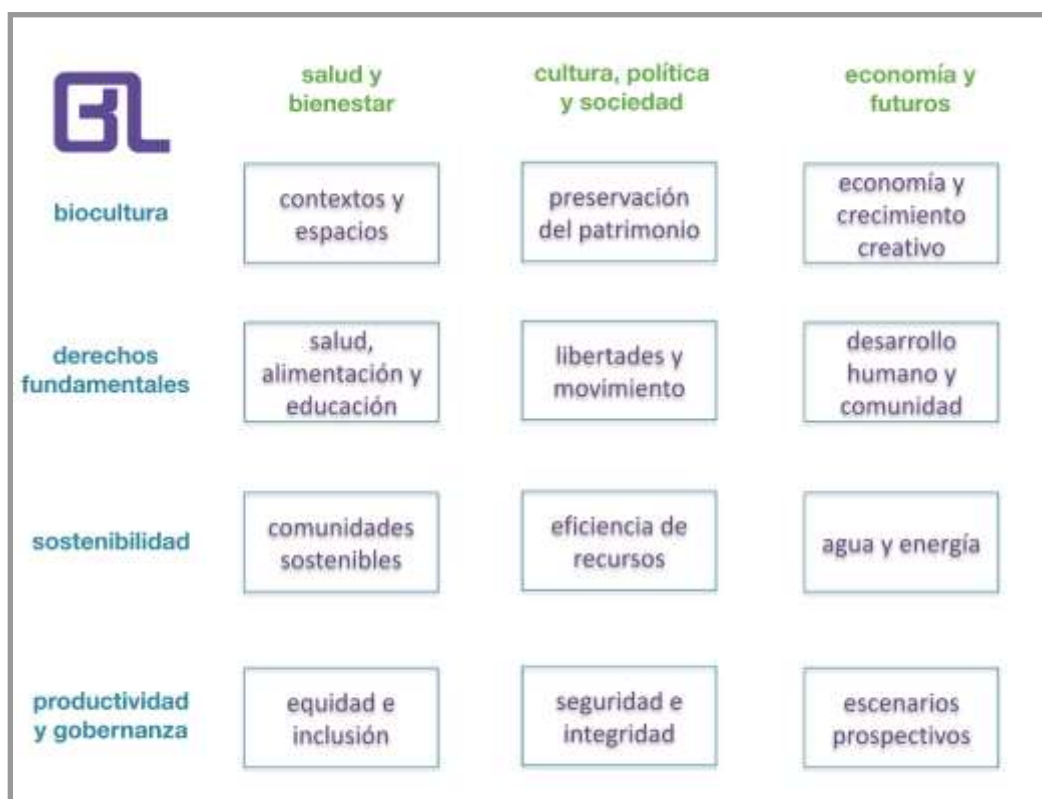 salud y
bienestar
cultura, política
y sociedad
economía y
futuros
BL
biocultura
contextos y
espacios
preservación
del patrimonio
economía y
crecimiento
creativo
derechos
fundamentales
salud,
alimentación y
educación
libertades y
movimiento
desarrollo
humano y
comunidad
sostenibilidad
comunidades
sostenibles
eficiencia de
recursos
agua y energía
productividad
y gobernanza
equidad e
inclusión
seguridad e
integridad
escenarios
prospectivos